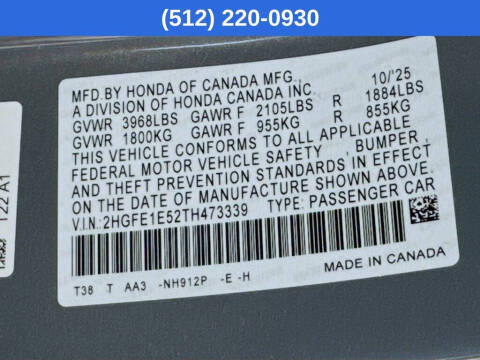 (512) 220-0930
MFD.BY HONDA OF CANADA MFG., 10/'25
A DIVISION OF HONDA CANADA INC
GVWR 3968LBS GAWR F 2105LBS R 1884LBS
GVWR 1800KG GAWR F 955KG R 855KG
THIS VEHICLE CONFORMS TO ALL APPLICABLE
FEDERAL MOTOR VEHICLE SAFETY, BUMPER,
AND THEFT PREVENTION STANDARDS IN EFFECT
ON THE DATE OF MANUFACTURE SHOWN ABOVE.
V.I.N:2HGFE1E52TH473339 TYPE: PASSENGER CAR
T38 T AA3 -NH912P -E -H
MADE IN CANADA
T22 A1